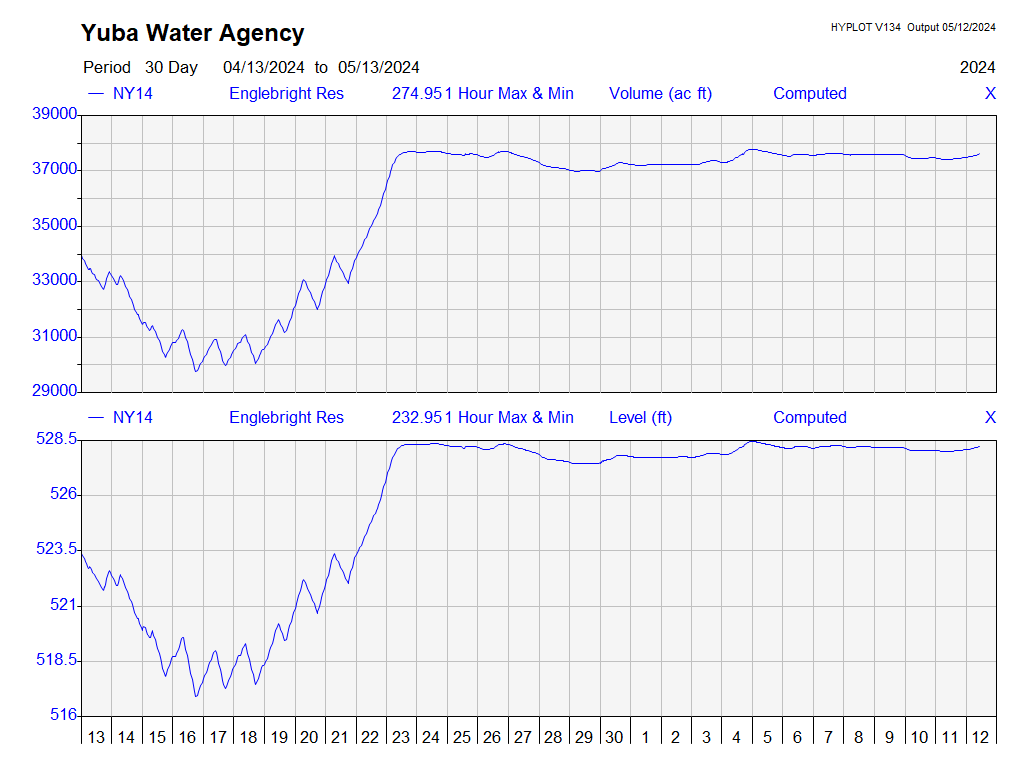 Yuba Water Agency
HYPLOT V134 Output 05/12/2024
Period 30 Day 04/13/2024 to 05/13/2024 2024
NY14 Englebright Res 274.951 Hour Max & Min Volume (ac ft) Computed X
39000
37000
35000
33000
31000
29000
NY14 Englebright Res 232.951 Hour Max & Min Level (ft) Computed X
528.5
526
523.5
521
518.5
516
13 14 15 16 17 18 19 20 21 22 23 24 25 26 27 28 29 30 1 2 3 4 5 6 7 8 9 10 11 12